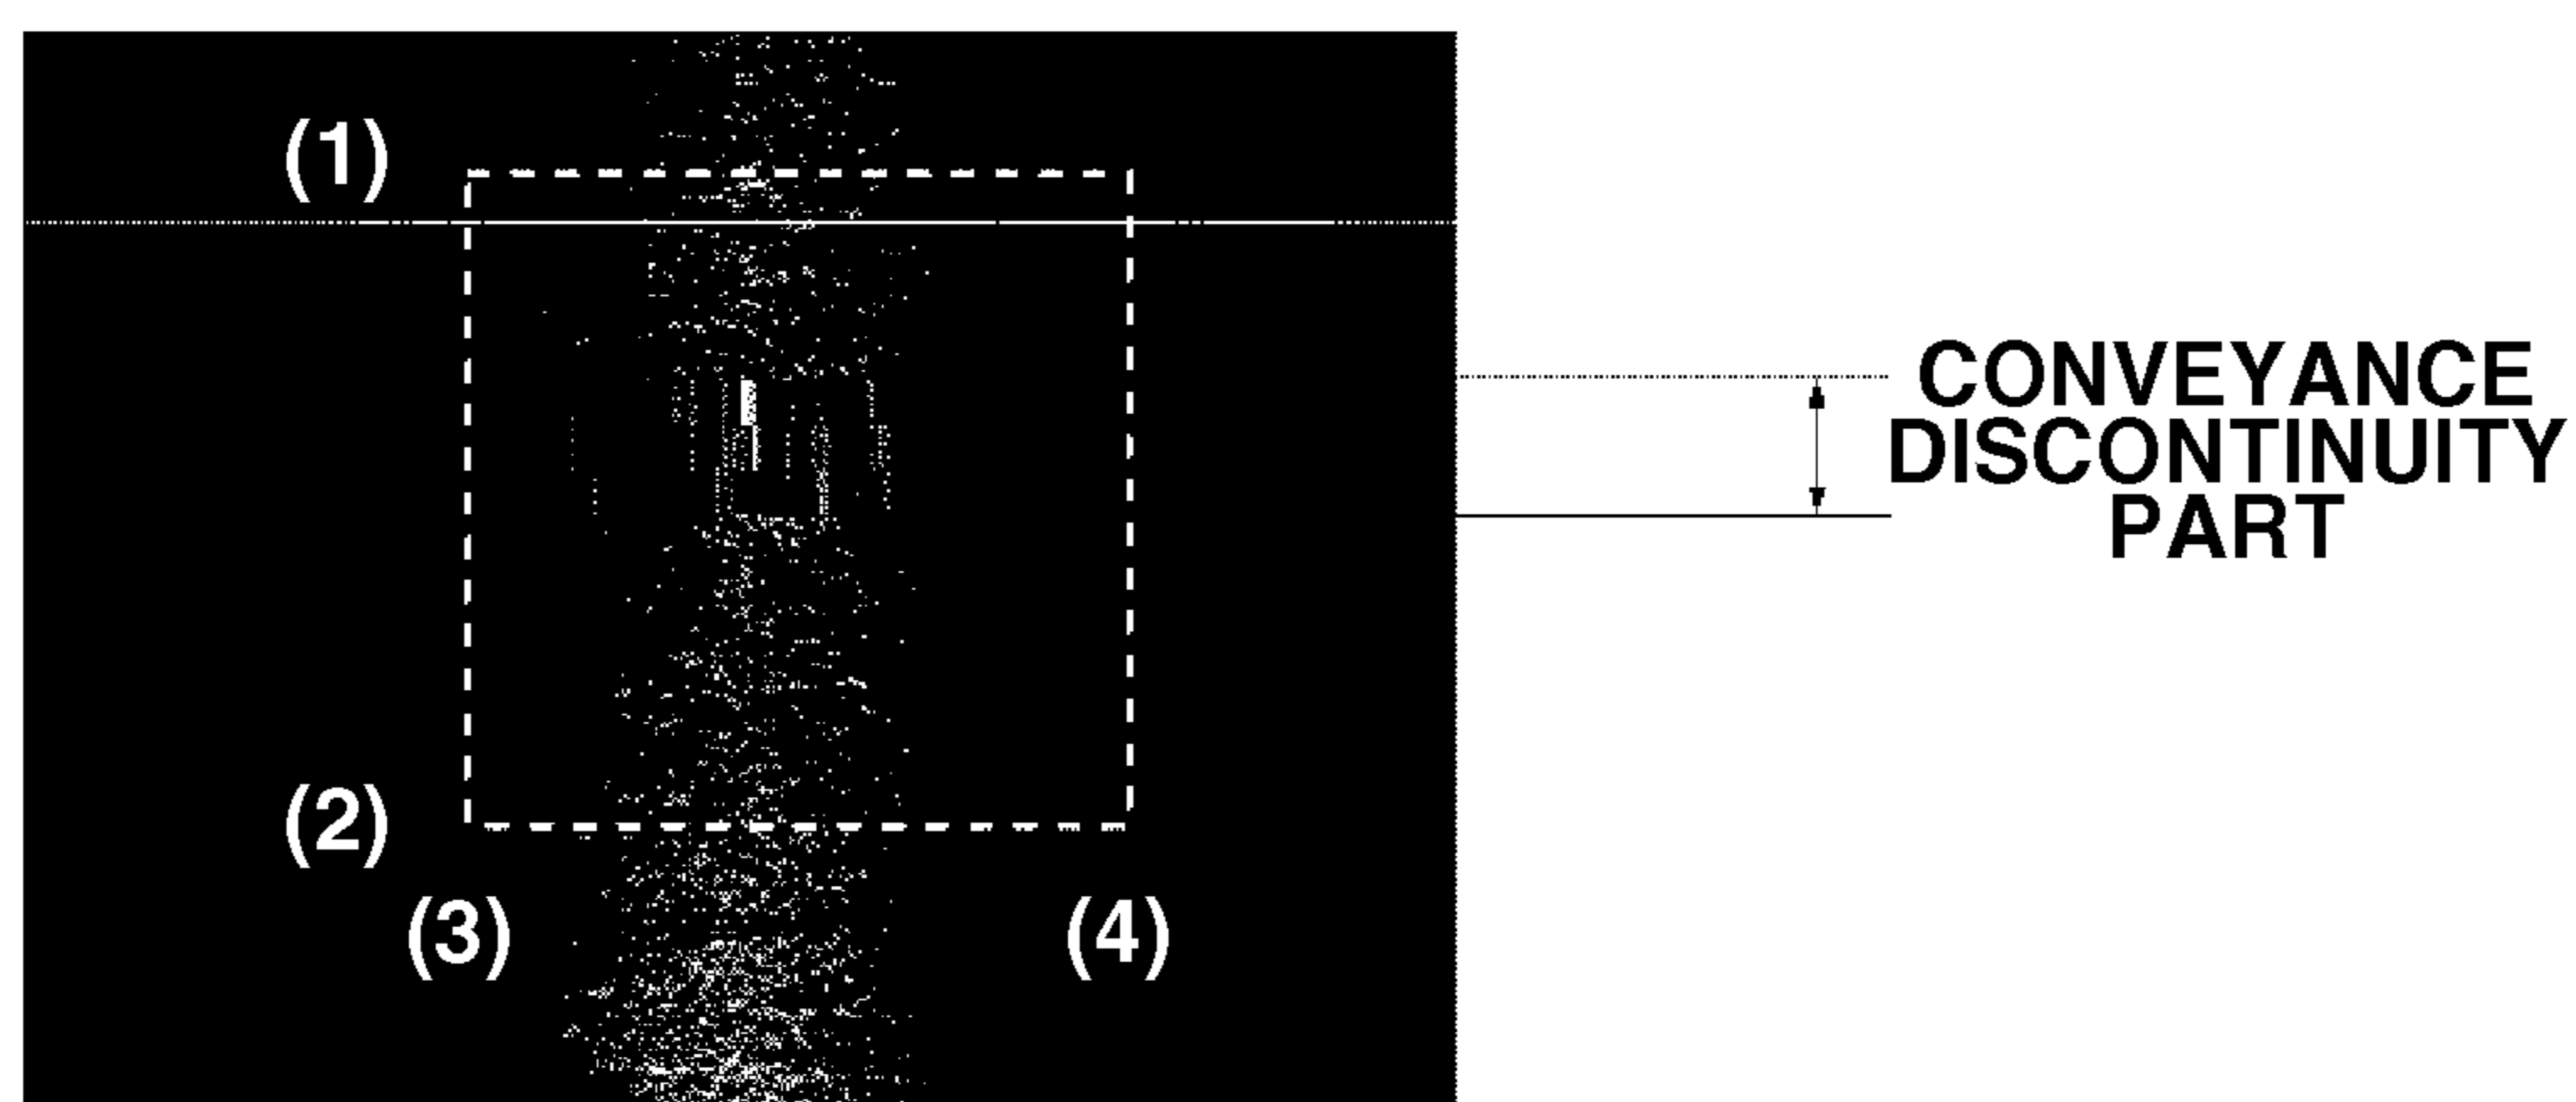 (1)
CONVEYANCE
DISCONTINUITY
PART
(2)
(3)
(4)